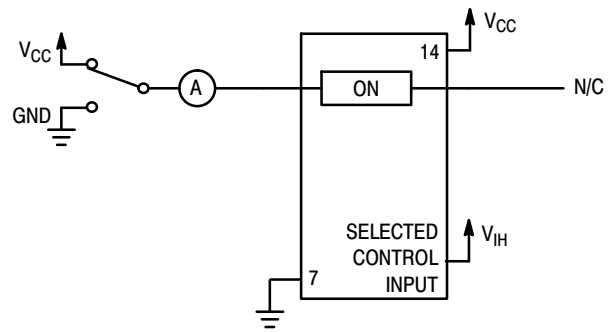 V_CC
14
V_CC
A
ON
N/C
GND
SELECTED
CONTROL
INPUT
V_IH
7